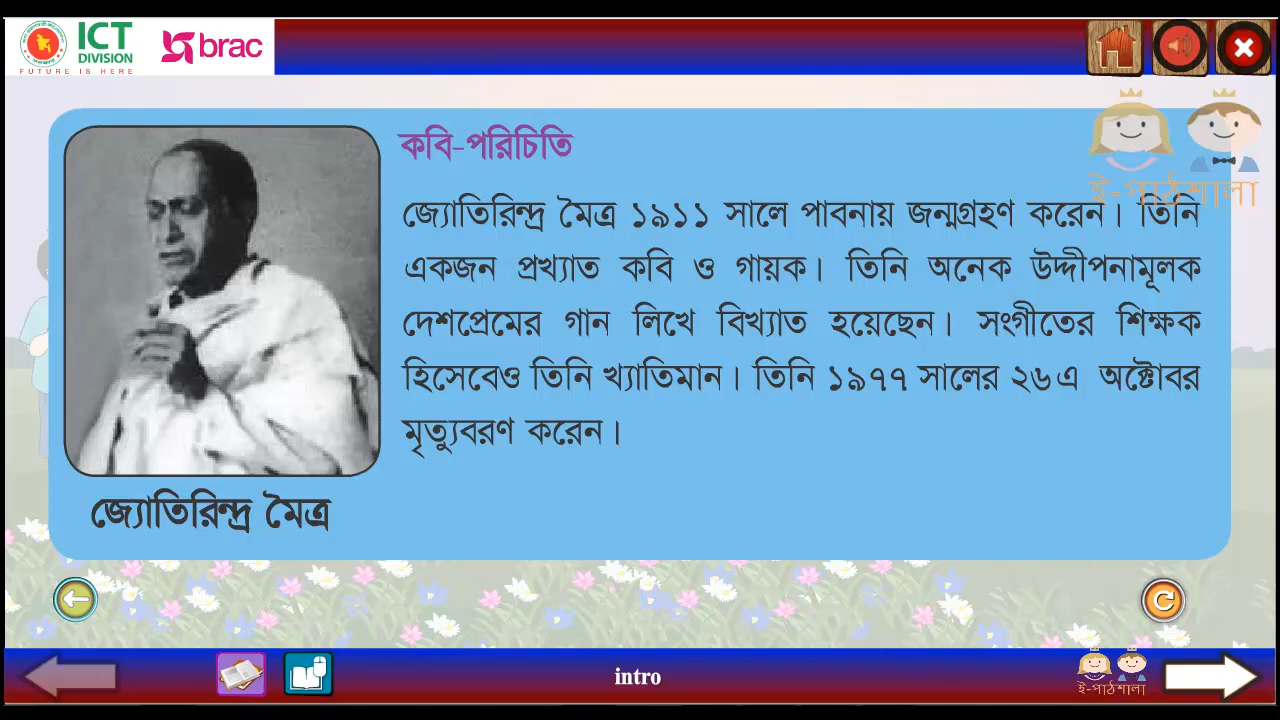 ICT
DIVISION
FUTURE IS HERE
brac
ই-পাঠশালা
কবি-পরিচিতি
জ্যোতিরিন্দ্র মৈত্র ১৯১১ সালে পাবনায় জন্মগ্রহণ করেন। তিনি
একজন প্রখ্যাত কবি ও গায়ক। তিনি অনেক উদ্দীপনামূলক
দেশপ্রেমের গান লিখে বিখ্যাত হয়েছেন। সংগীতের শিক্ষক
হিসেবেও তিনি খ্যাতিমান। তিনি ১৯৭৭ সালের ২৬এ অক্টোবর
মৃত্যুবরণ করেন।
জ্যোতিরিন্দ্র মৈত্র
intro
ই-পাঠশালা